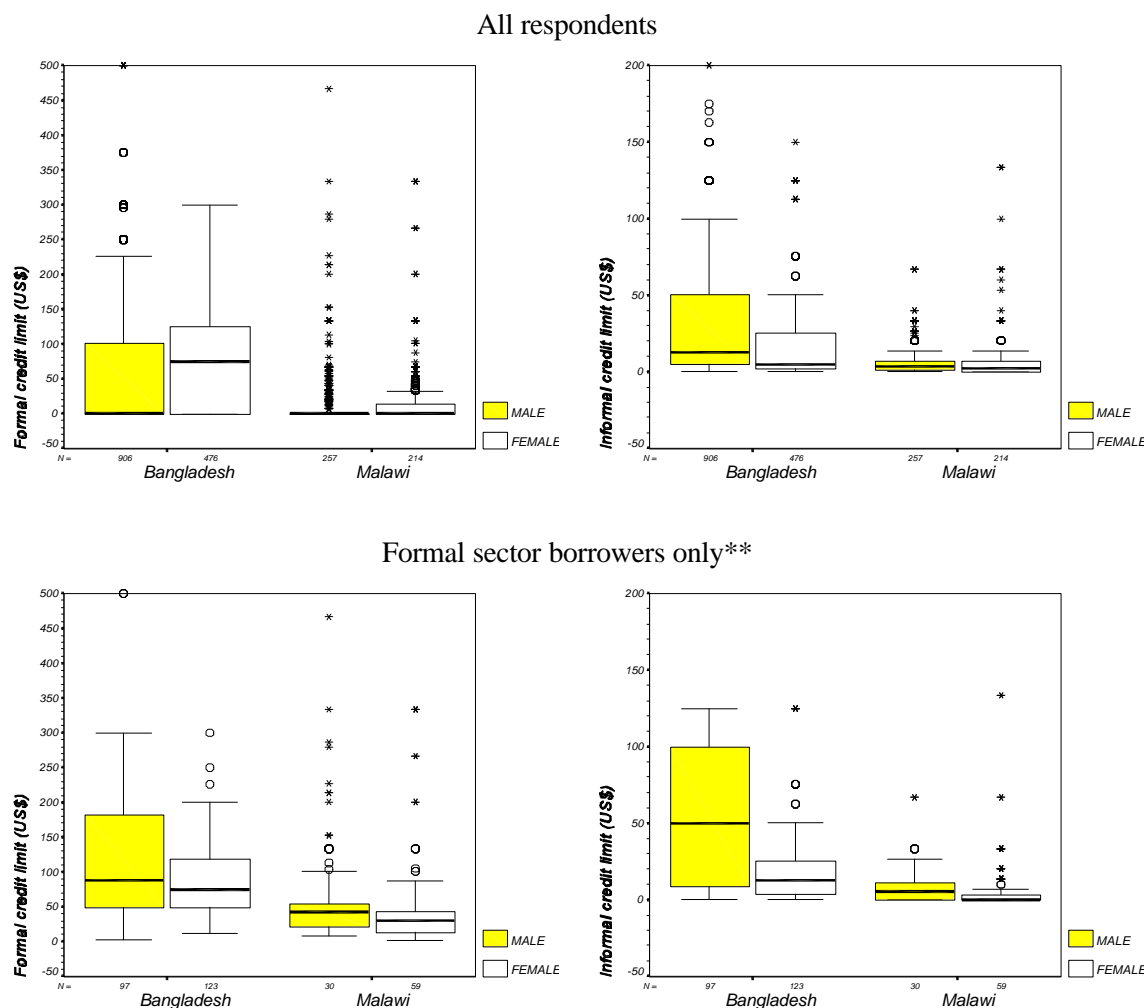 All respondents
Formal credit limit (US$)
500
450
400
350
300
250
200
150
100
50
0
-50
N = 906 476 257 214
Bangladesh Malawi
MALE
FEMALE
Informal credit limit (US$)
200
150
100
50
0
-50
N = 906 476 257 214
Bangladesh Malawi
MALE
FEMALE
Formal sector borrowers only**
Formal credit limit (US$)
500
450
400
350
300
250
200
150
100
50
0
-50
N = 97 123 30 59
Bangladesh Malawi
MALE
FEMALE
Informal credit limit (US$)
200
150
100
50
0
-50
N = 97 123 30 59
Bangladesh Malawi
MALE
FEMALE